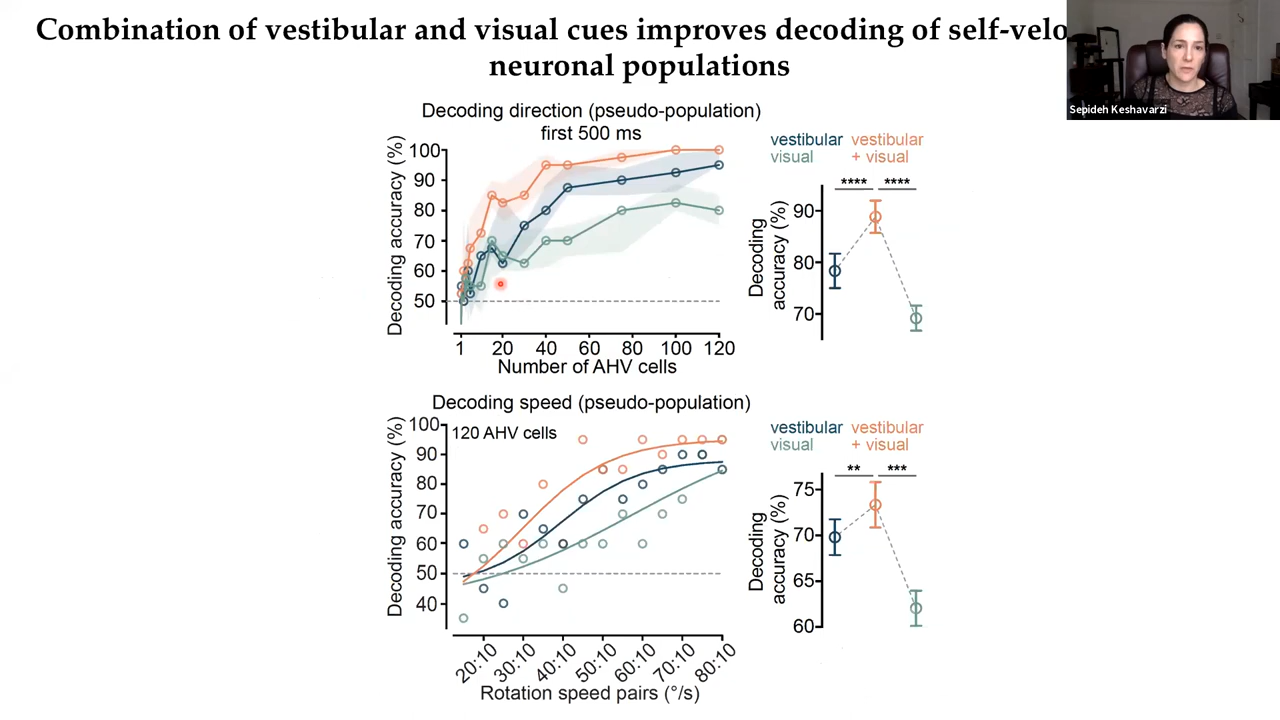 Combination of vestibular and visual cues improves decoding of self-velo
neuronal populations
Sepideh Keshavarzi
Decoding direction (pseudo-population)
first 500 ms
Decoding accuracy (%)
100
90
80
70
60
50
1 20 40 60 80 100 120
Number of AHV cells
vestibular vestibular
visual + visual
**** ****
Decoding
accuracy (%)
90
80
70
Decoding speed (pseudo-population)
120 AHV cells
Decoding accuracy (%)
100
90
80
70
60
50
40
20:10 30:10 40:10 50:10 60:10 70:10 80:10
Rotation speed pairs (°/s)
vestibular vestibular
visual + visual
** ***
Decoding
accuracy (%)
75
70
65
60